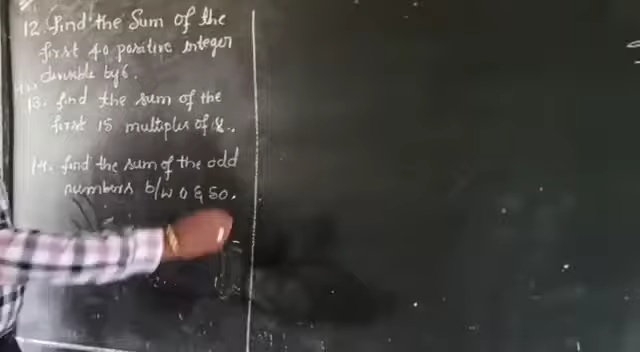 12. find the Sum of the
first 40 positive integer
divisible by 6.
13. find the sum of the
first 15 multiples of 8.
14. find the sum of the odd
numbers b/w 0 & 50.